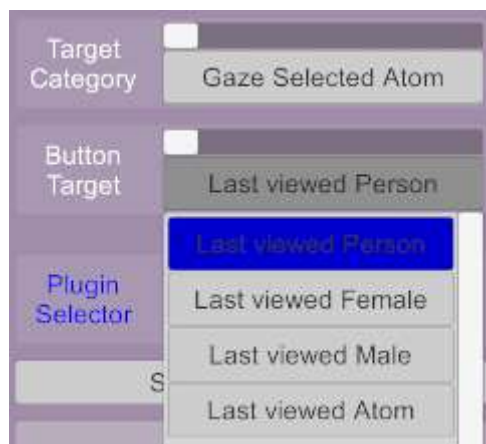 Target
Category
Gaze Selected Atom
Button
Target
Last viewed Person
Last viewed Person
Last viewed Female
Plugin
Selector
Last viewed Male
S
Last viewed Atom